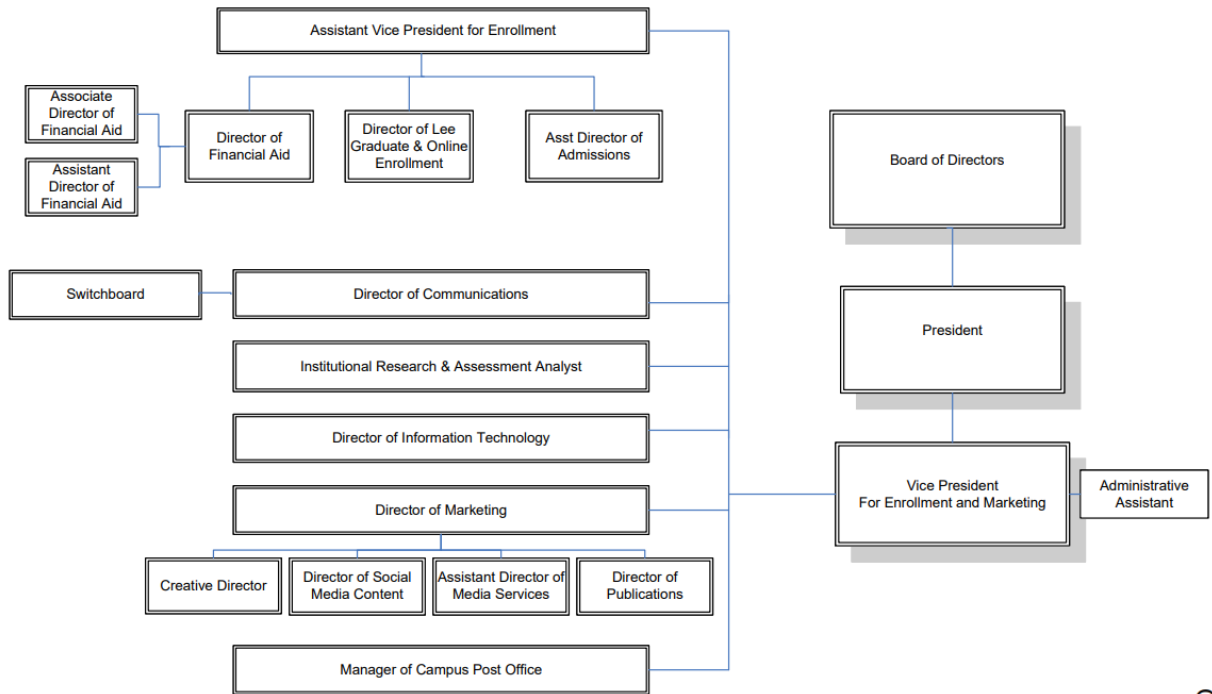 Assistant Vice President for Enrollment
Associate
Director of
Financial Aid
Assistant
Director of
Financial Aid
Director of
Financial Aid
Director of Lee
Graduate & Online
Enrollment
Asst Director of
Admissions
Board of Directors
Switchboard
Director of Communications
President
Institutional Research & Assessment Analyst
Director of Information Technology
Vice President
For Enrollment and Marketing
Administrative
Assistant
Director of Marketing
Creative Director
Director of Social
Media Content
Assistant Director of
Media Services
Director of
Publications
Manager of Campus Post Office